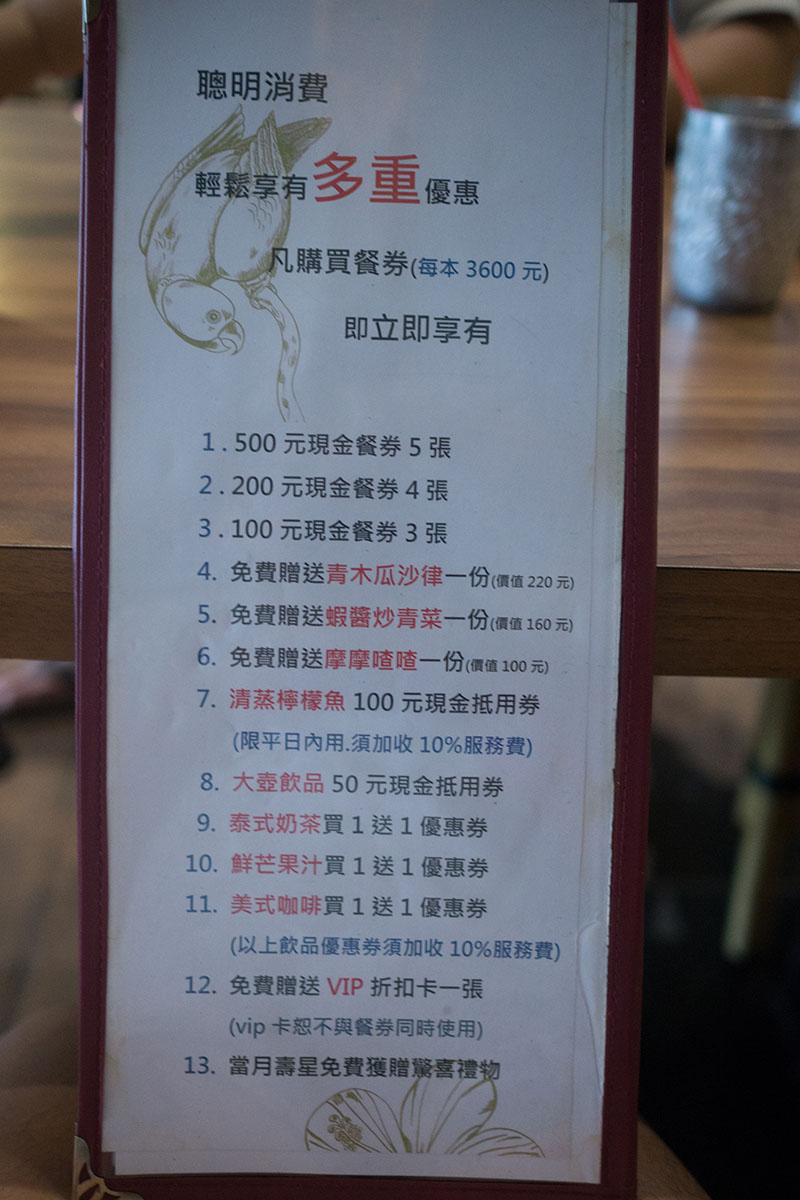 聰明消費
輕鬆享有多重優惠
凡購買餐券(每本 3600 元)
即立即享有
1.500 元現金餐券 5 張
2.200 元現金餐券 4 張
3.100 元現金餐券 3 張
4. 免費贈送青木瓜沙律一份(價值 220 元)
5. 免費贈送蝦醬炒青菜一份(價值 160 元)
6. 免費贈送摩摩喳喳一份(價值 100 元)
7. 清蒸檸檬魚 100 元現金抵用券
(限平日內用.須加收 10%服務費)
8. 大壺飲品 50 元現金抵用券
9. 泰式奶茶買 1 送 1 優惠券
10. 鮮芒果汁買 1 送 1 優惠券
11. 美式咖啡買 1 送 1 優惠券
(以上飲品優惠券須加收 10%服務費)
12. 免費贈送 VIP 折扣卡一張
(vip 卡恕不與餐券同時使用)
13. 當月壽星免費獲贈驚喜禮物